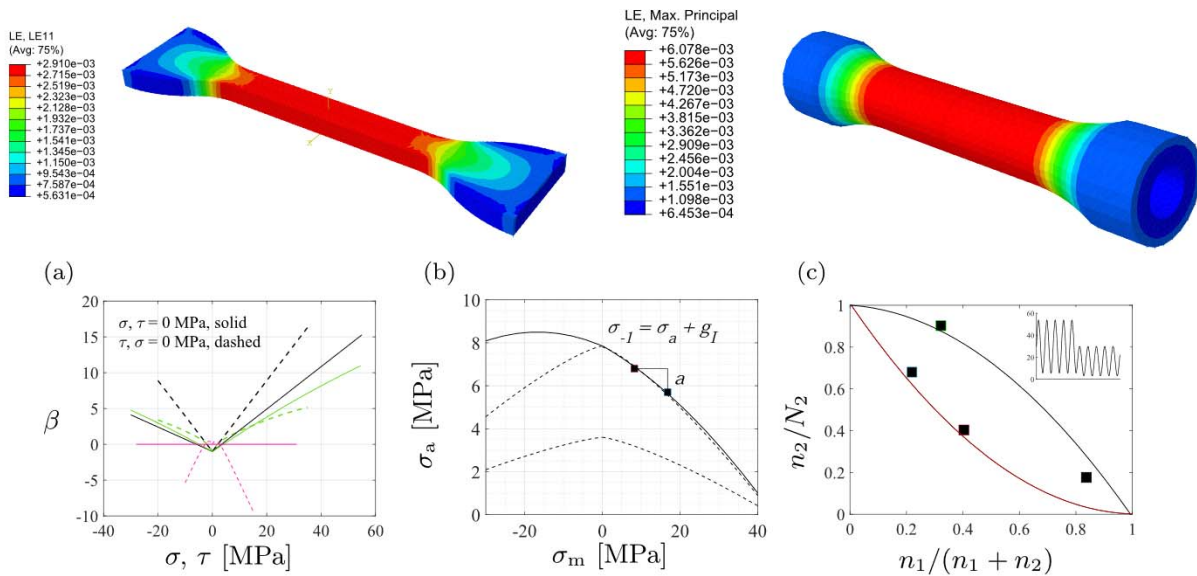 LE, LE11
(Avg: 75%)
+2.910e−03
+2.715e−03
+2.519e−03
+2.323e−03
+2.128e−03
+1.932e−03
+1.737e−03
+1.541e−03
+1.345e−03
+1.150e−03
+9.543e−04
+7.587e−04
+5.631e−04
Y
X
LE, Max. Principal
(Avg: 75%)
+6.078e−03
+5.626e−03
+5.173e−03
+4.720e−03
+4.267e−03
+3.815e−03
+3.362e−03
+2.909e−03
+2.456e−03
+2.004e−03
+1.551e−03
+1.098e−03
+6.453e−04
(a)
20
15
10
5
0
-5
-10
β
σ, τ = 0 MPa, solid
τ, σ = 0 MPa, dashed
-40 -20 0 20 40 60
σ, τ [MPa]
(b)
10
8
6
4
2
0
σa [MPa]
σ-1 = σa + gI
a
-20 0 20 40
σm [MPa]
(c)
1
0.8
0.6
0.4
0.2
0
n2/N2
60
40
20
0
0 0.2 0.4 0.6 0.8 1
n1/(n1 + n2)